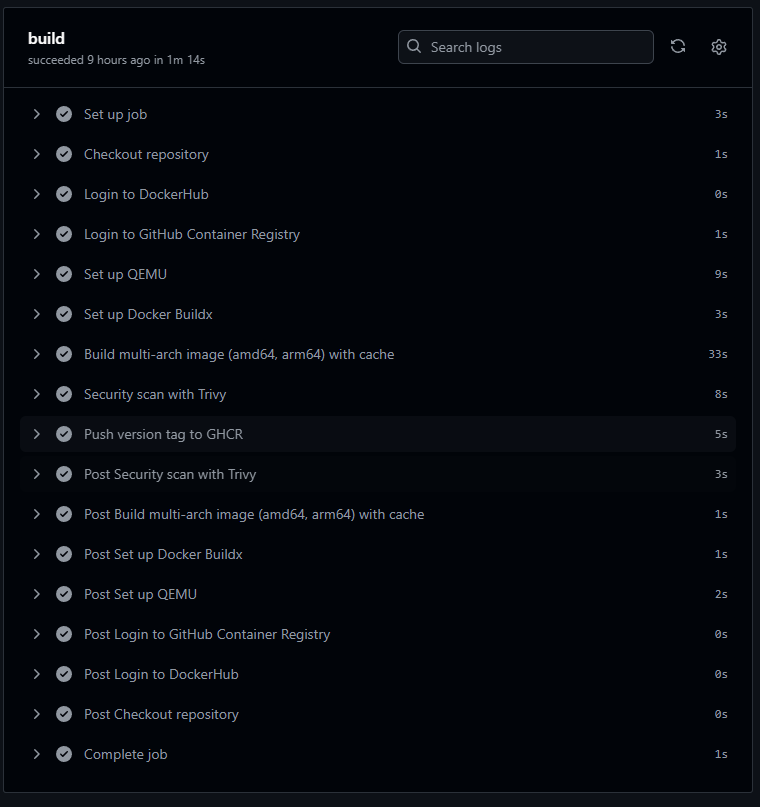 build
succeeded 9 hours ago in 1m 14s
Search logs
Set up job 3s
Checkout repository 1s
Login to DockerHub 0s
Login to GitHub Container Registry 1s
Set up QEMU 9s
Set up Docker Buildx 3s
Build multi-arch image (amd64, arm64) with cache 33s
Security scan with Trivy 8s
Push version tag to GHCR 5s
Post Security scan with Trivy 3s
Post Build multi-arch image (amd64, arm64) with cache 1s
Post Set up Docker Buildx 1s
Post Set up QEMU 2s
Post Login to GitHub Container Registry 0s
Post Login to DockerHub 0s
Post Checkout repository 0s
Complete job 1s